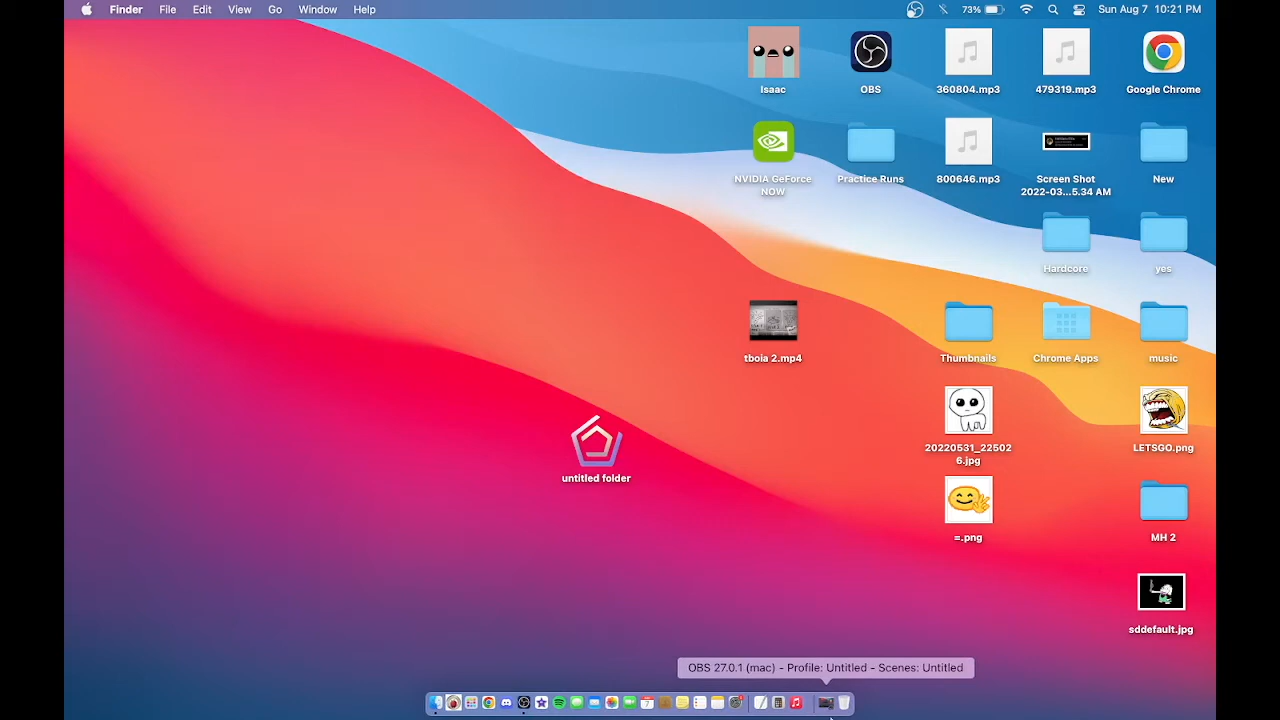 Finder File Edit View Go Window Help 73% Sun Aug 7 10:21 PM
Isaac
OBS
360804.mp3
479319.mp3
Google Chrome
NVIDIA GeForce
NOW
Practice Runs
800646.mp3
Screen Shot
2022-03...5.34 AM
New
Hardcore
yes
tboia 2.mp4
Thumbnails
Chrome Apps
music
20220531_22502
6.jpg
LETSGO.png
untitled folder
=.png
MH 2
sddefault.jpg
OBS 27.0.1 (mac) - Profile: Untitled - Scenes: Untitled
7